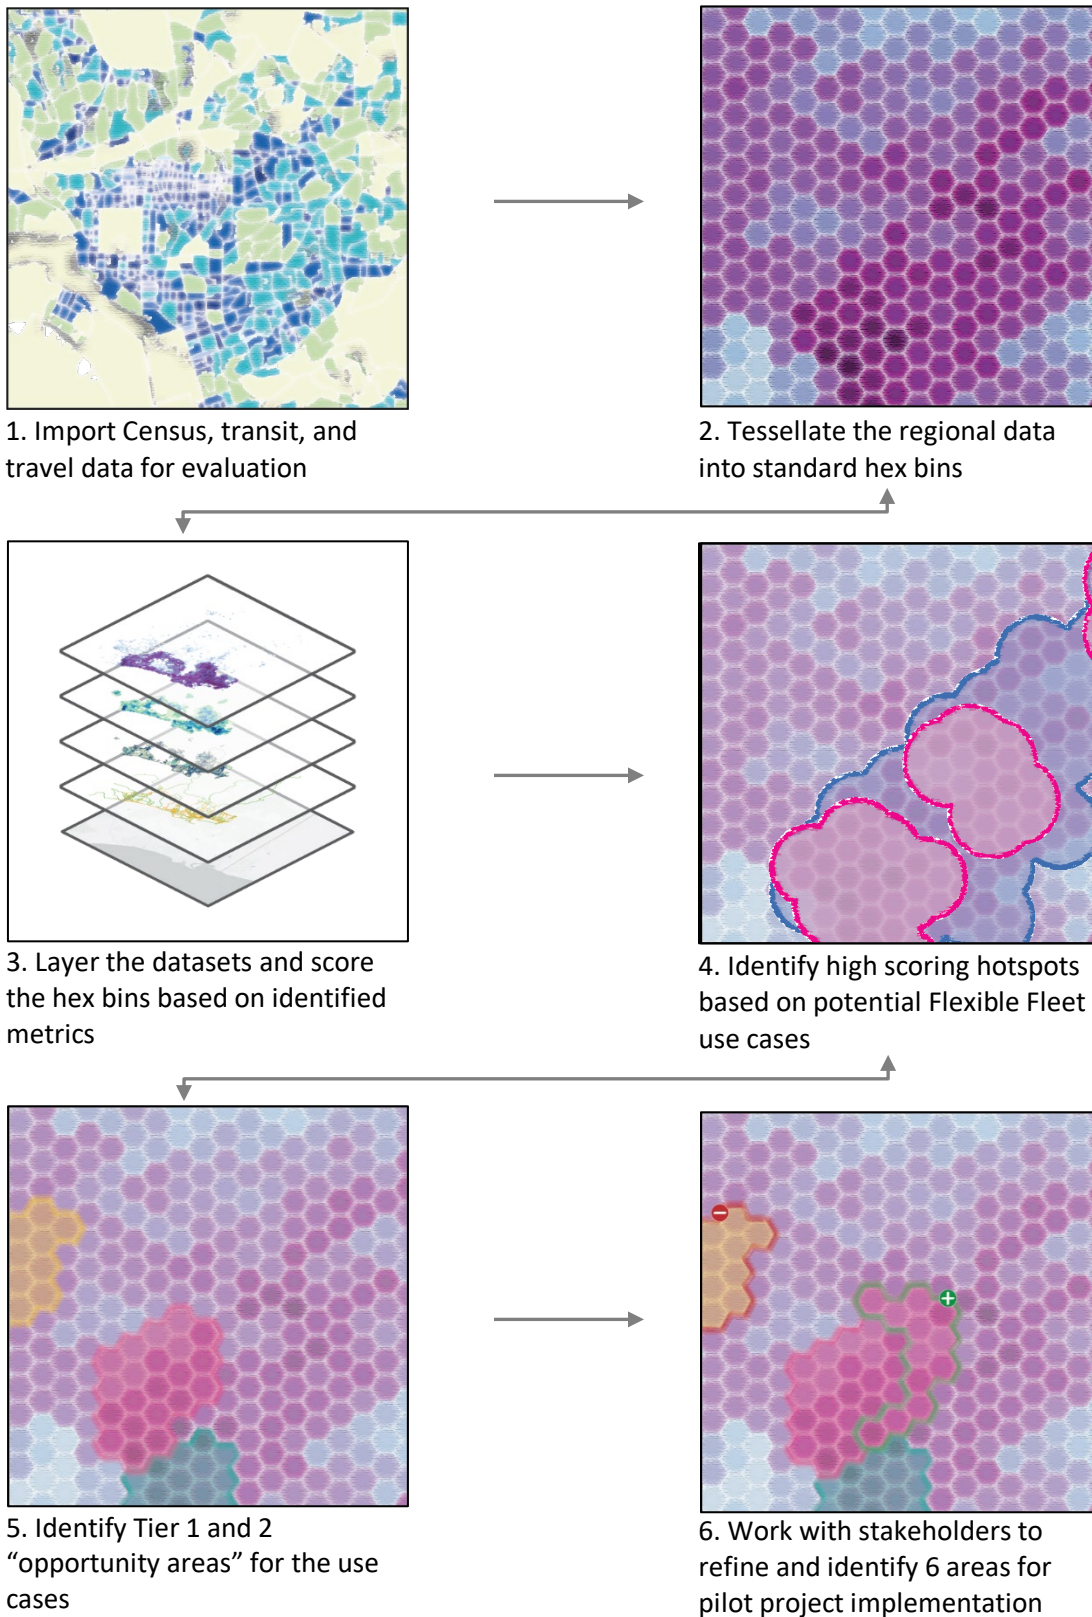 1. Import Census, transit, and
travel data for evaluation
2. Tessellate the regional data
into standard hex bins
3. Layer the datasets and score
the hex bins based on identified
metrics
4. Identify high scoring hotspots
based on potential Flexible Fleet
use cases
5. Identify Tier 1 and 2
“opportunity areas” for the use
cases
6. Work with stakeholders to
refine and identify 6 areas for
pilot project implementation